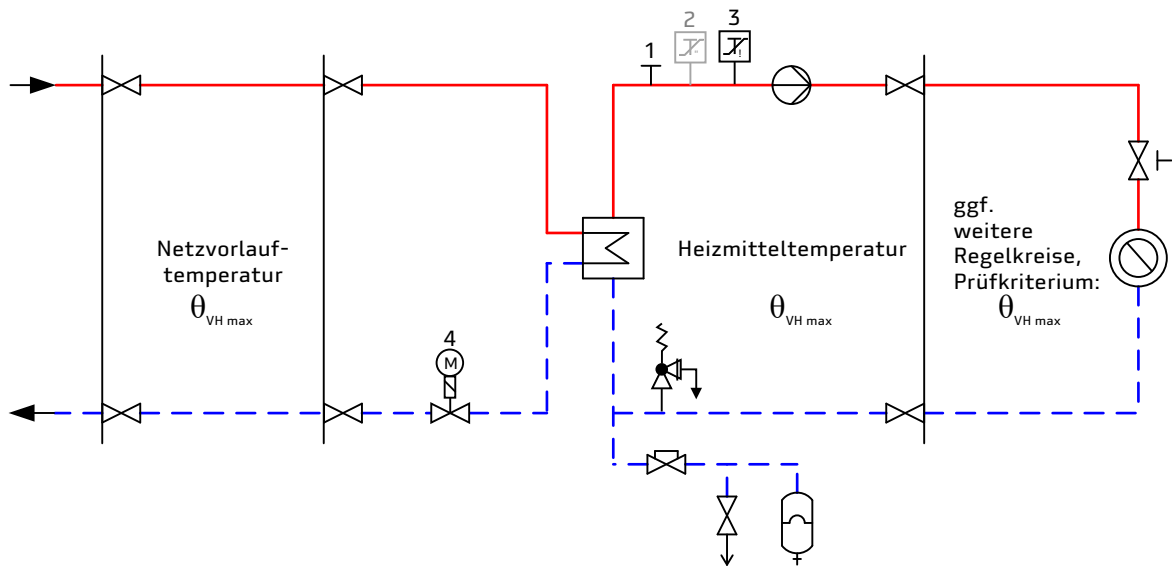 1
2
3
Netzvorlauf-
temperatur
θVH max
4
M
Heizmitteltemperatur
θVH max
ggf.
weitere
Regelkreise,
Prüfkriterium:
θVH max